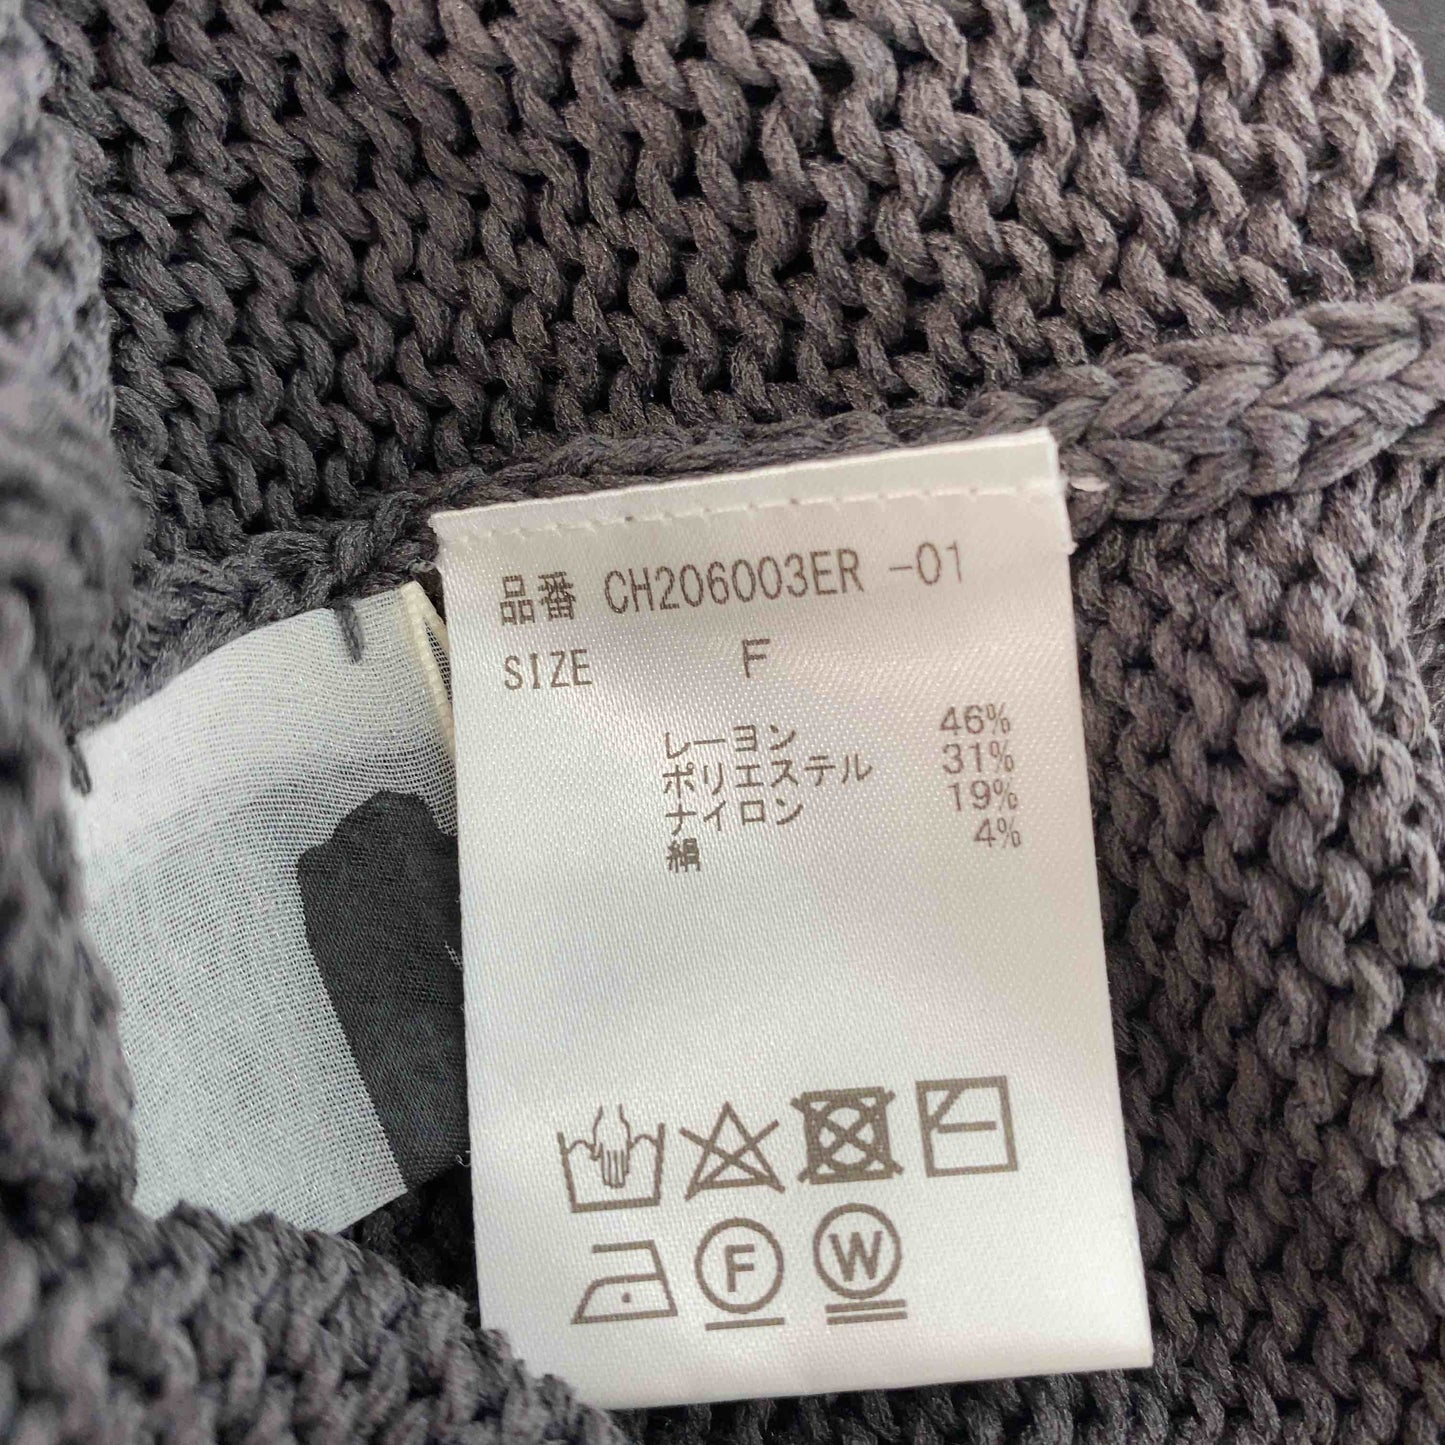 品番 CH206003ER -01
SIZE F
レーヨン 46%
ポリエステル 31%
ナイロン 19%
絹 4%
F W